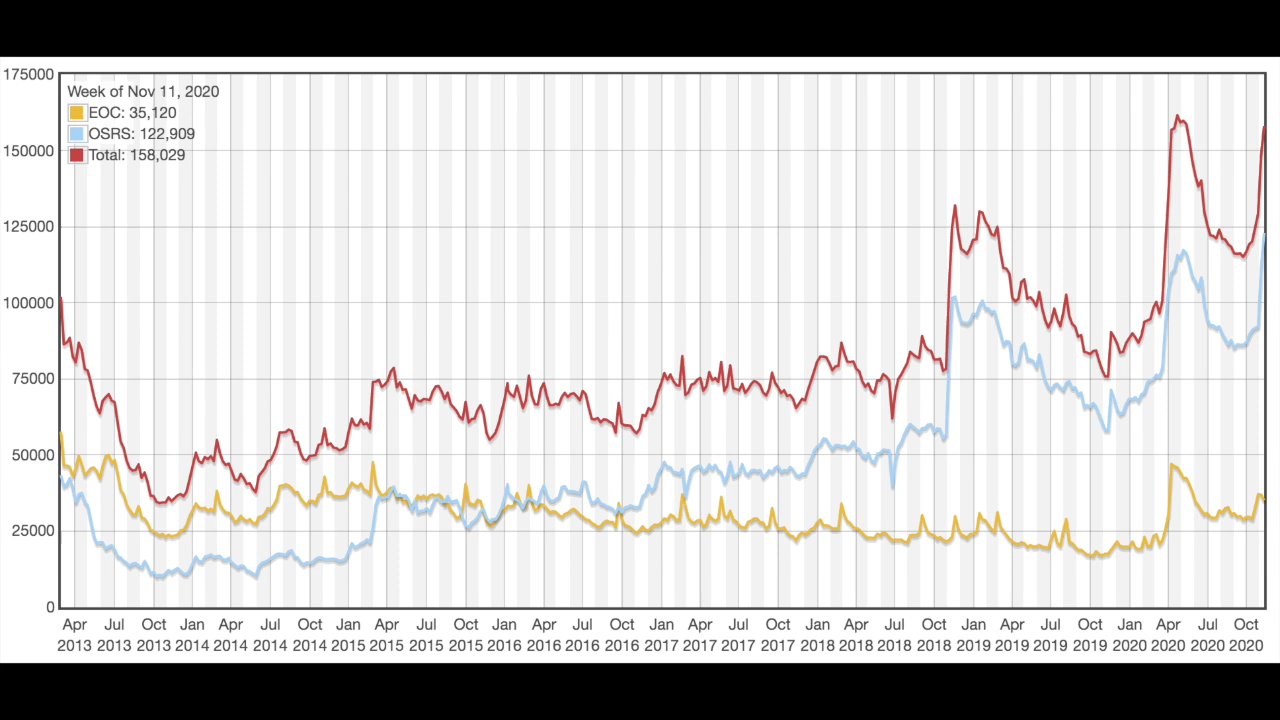 175000
Week of Nov 11, 2020
EOC: 35,120
OSRS: 122,909
Total: 158,029
150000
125000
100000
75000
50000
25000
0
Apr Jul Oct Jan Apr Jul Oct Jan Apr Jul Oct Jan Apr Jul Oct Jan Apr Jul Oct Jan Apr Jul Oct Jan Apr Jul Oct Jan Apr Jul Oct
2013 2013 2013 2014 2014 2014 2014 2015 2015 2015 2015 2016 2016 2016 2016 2017 2017 2017 2017 2018 2018 2018 2018 2019 2019 2019 2019 2020 2020 2020 2020